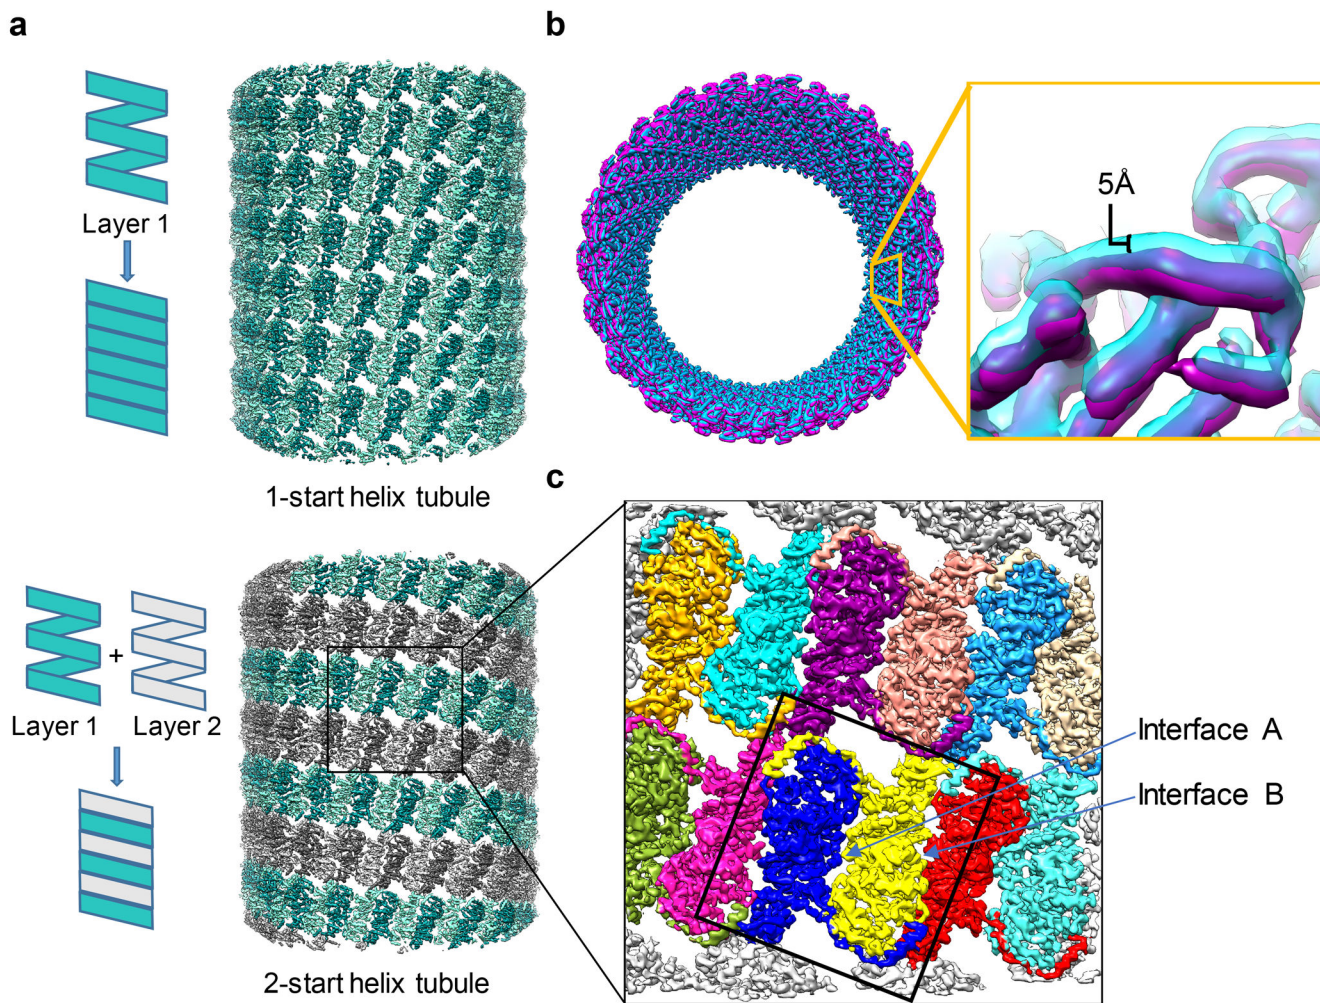 a
b
Layer 1
5Å
1-start helix tubule
c
Layer 1
+
Layer 2
Interface A
Interface B
2-start helix tubule